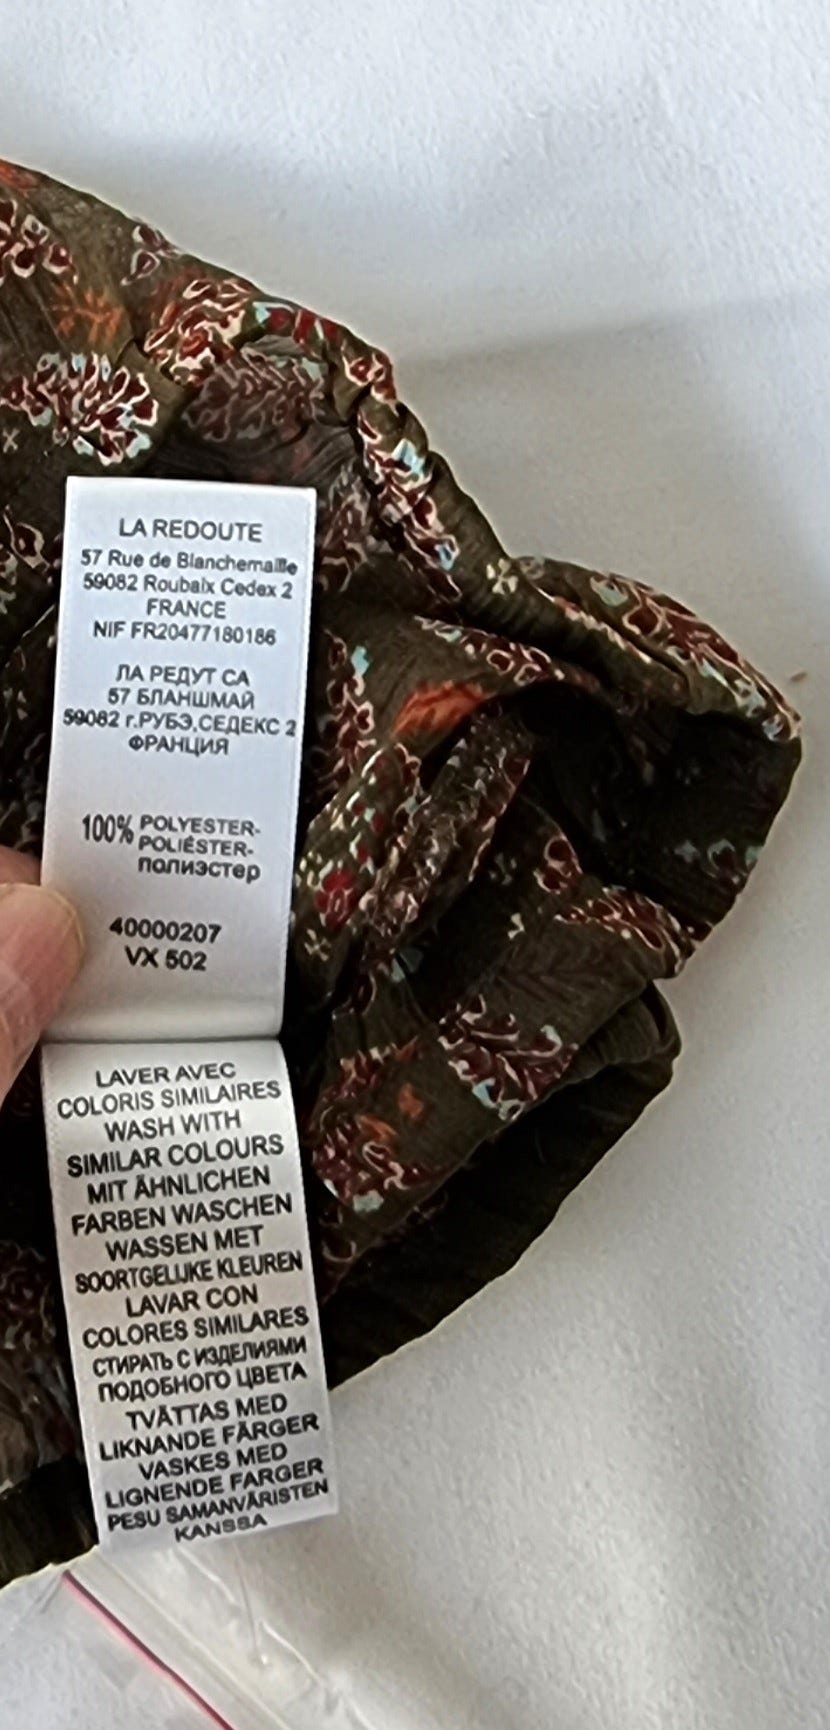 LA REDOUTE
57 Rue de Blanchemaille
59082 Roubaix Cedex 2
FRANCE
NIF FR20477180186
ЛА РЕДУТ СА
57 БЛАНШМАЙ
59082 г.РУБЭ,СЕДЕКС 2
ФРАНЦИЯ
100% POLYESTER-
POLIÉSTER-
полиэстер
40000207
VX 502
LAVER AVEC
COLORIS SIMILAIRES
WASH WITH
SIMILAR COLOURS
MIT ÄHNLICHEN
FARBEN WASCHEN
WASSEN MET
SOORTGELIJKE KLEUREN
LAVAR CON
COLORES SIMILARES
СТИРАТЬ С ИЗДЕЛИЯМИ
ПОДОБНОГО ЦВЕТА
TVÄTTAS MED
LIKNANDE FÄRGER
VASKES MED
LIGNENDE FARGER
PESU SAMANVÄRISTEN
KANSSA